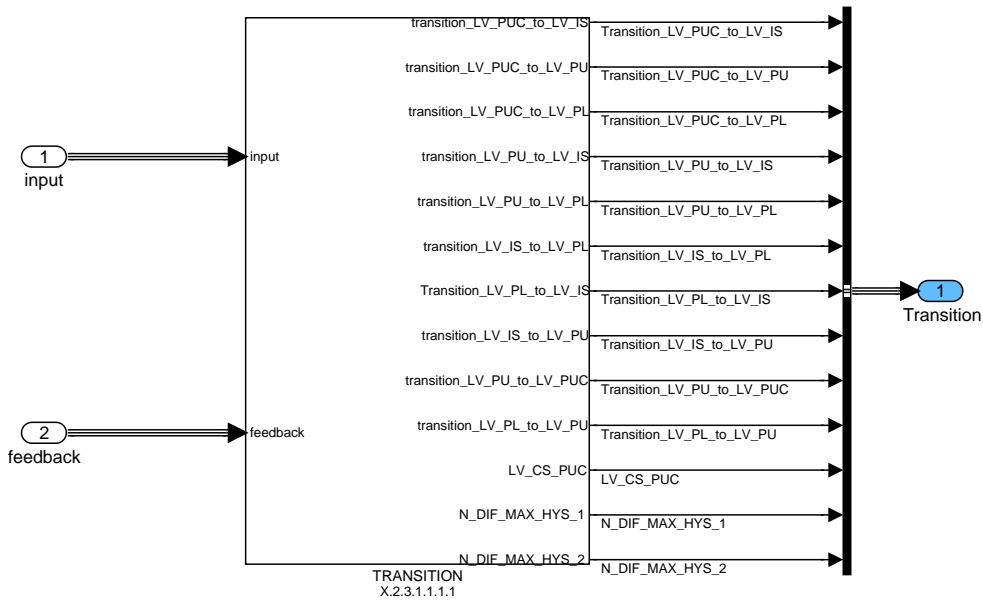 transition_LV_PUC_to_LV_IS
Transition_LV_PUC_to_LV_IS
transition_LV_PUC_to_LV_PU
Transition_LV_PUC_to_LV_PU
transition_LV_PUC_to_LV_PL
Transition_LV_PUC_to_LV_PL
1
input
input
transition_LV_PU_to_LV_IS
Transition_LV_PU_to_LV_IS
transition_LV_PU_to_LV_PL
Transition_LV_PU_to_LV_PL
transition_LV_IS_to_LV_PL
Transition_LV_IS_to_LV_PL
Transition_LV_PL_to_LV_IS
Transition_LV_PL_to_LV_IS
1
Transition
transition_LV_IS_to_LV_PU
Transition_LV_IS_to_LV_PU
transition_LV_PU_to_LV_PUC
Transition_LV_PU_to_LV_PUC
2
feedback
feedback
transition_LV_PL_to_LV_PU
Transition_LV_PL_to_LV_PU
LV_CS_PUC
LV_CS_PUC
N_DIF_MAX_HYS_1
N_DIF_MAX_HYS_1
N_DIF_MAX_HYS_2
N_DIF_MAX_HYS_2
TRANSITION
X.2.3.1.1.1.1